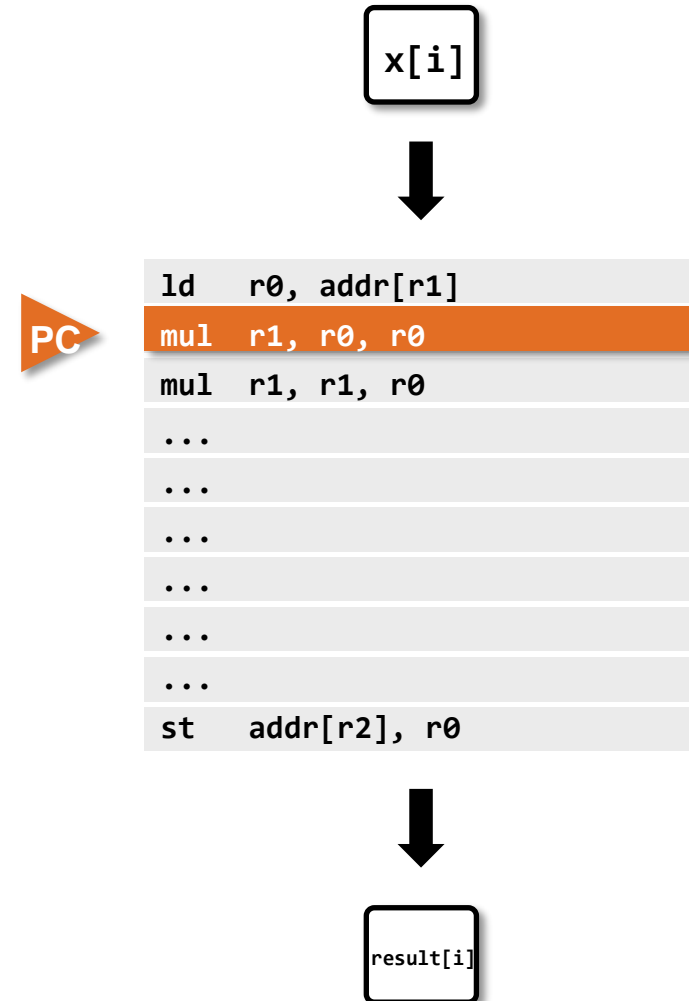 x[i]
ld r0, addr[r1]
PC
mul r1, r0, r0
mul r1, r1, r0
...
...
...
...
...
...
st addr[r2], r0
result[i]